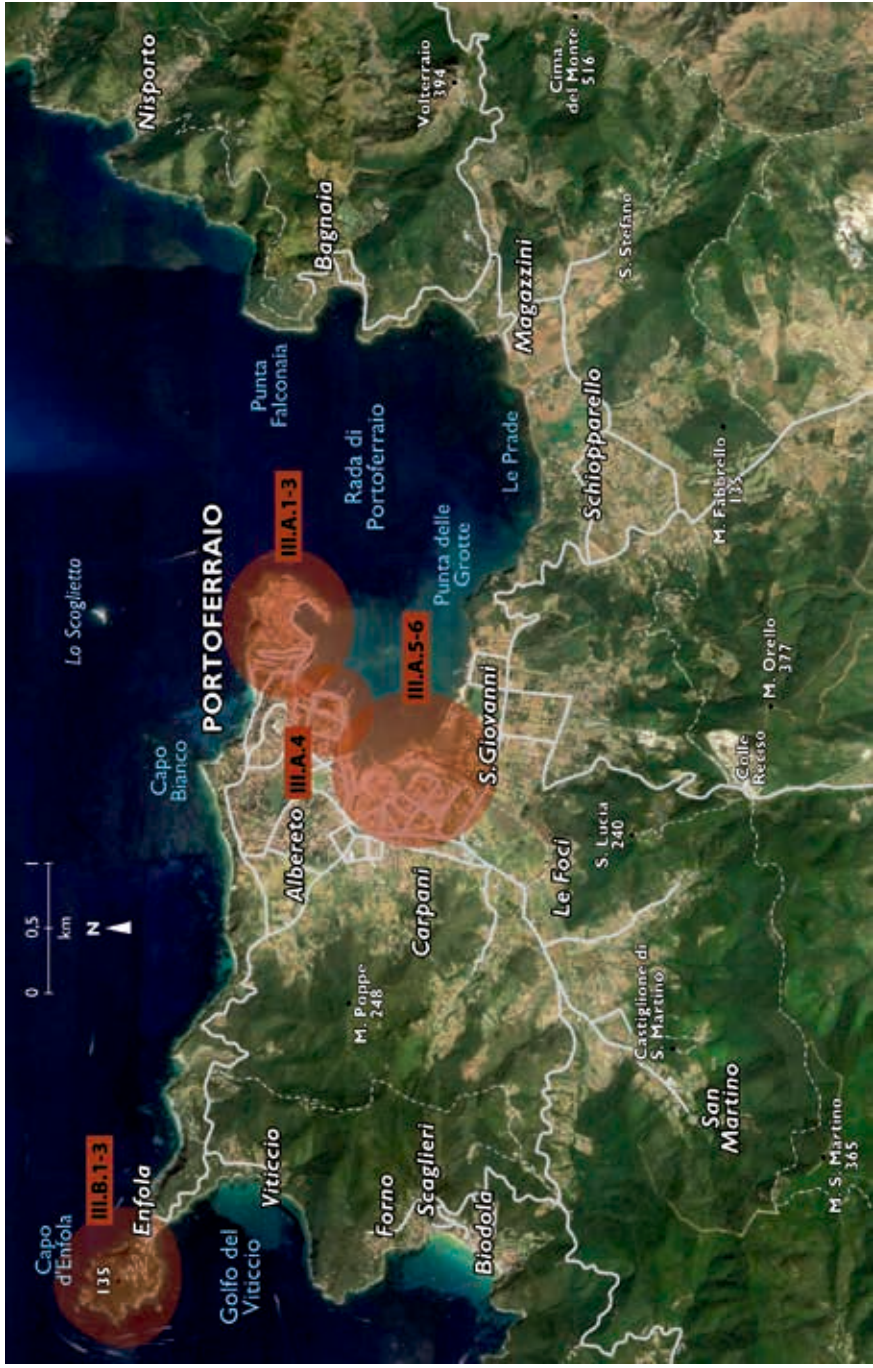 Capo
d'Enfola
135
III.B.1-3
Enfola
Golfo del
Viticcio
Viticcio
Forno
Scaglieri
Biodola
0
0.5
1
km
N
Capo
Bianco
Lo Scoglietto
PORTOFERRAIO
III.A.1-3
III.A.4
III.A.5-6
Albereto
Carpani
M. Poppe
248
Le Foci
S.Giovanni
S. Lucia
240
Castiglione di
S. Martino
San
Martino
M. S. Martino
365
Colle
Reciso
M. Orello
377
Punta
Falconaia
Rada di
Portoferraio
Punta delle
Grotte
Le Prade
Schiopparello
M. Fabbrello
135
Magazzini
S. Stefano
Bagnaia
Nisporto
Volterraio
394
Cima
del Monte
516